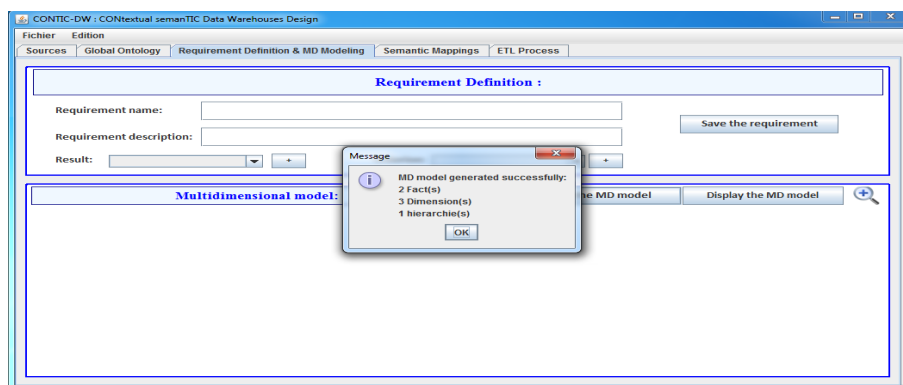 CONTIC-DW : CONtextual semanTIC Data Warehouses Design
Fichier Edition
Sources Global Ontology Requirement Definition & MD Modeling Semantic Mappings ETL Process
Requirement Definition :
Requirement name:
Save the requirement
Requirement description:
Result: + +
Message
MD model generated successfully:
2 Fact(s)
3 Dimension(s)
1 hierarchie(s)
OK
Multidimensional model: MD model Display the MD model